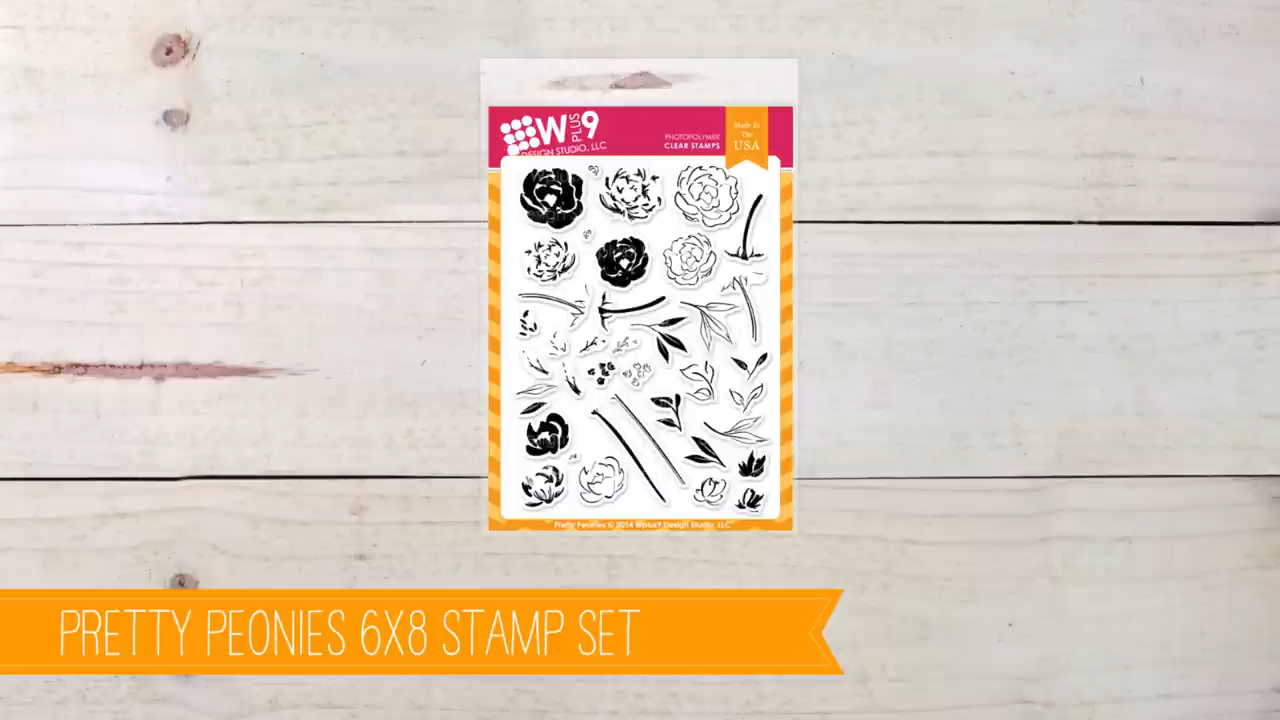 W PLUS 9
DESIGN STUDIO, LLC
PHOTOPOLYMER
CLEAR STAMPS
Made In
The
USA
Pretty Peonies © 2014 Wplus9 Design Studio, LLC
PRETTY PEONIES 6X8 STAMP SET